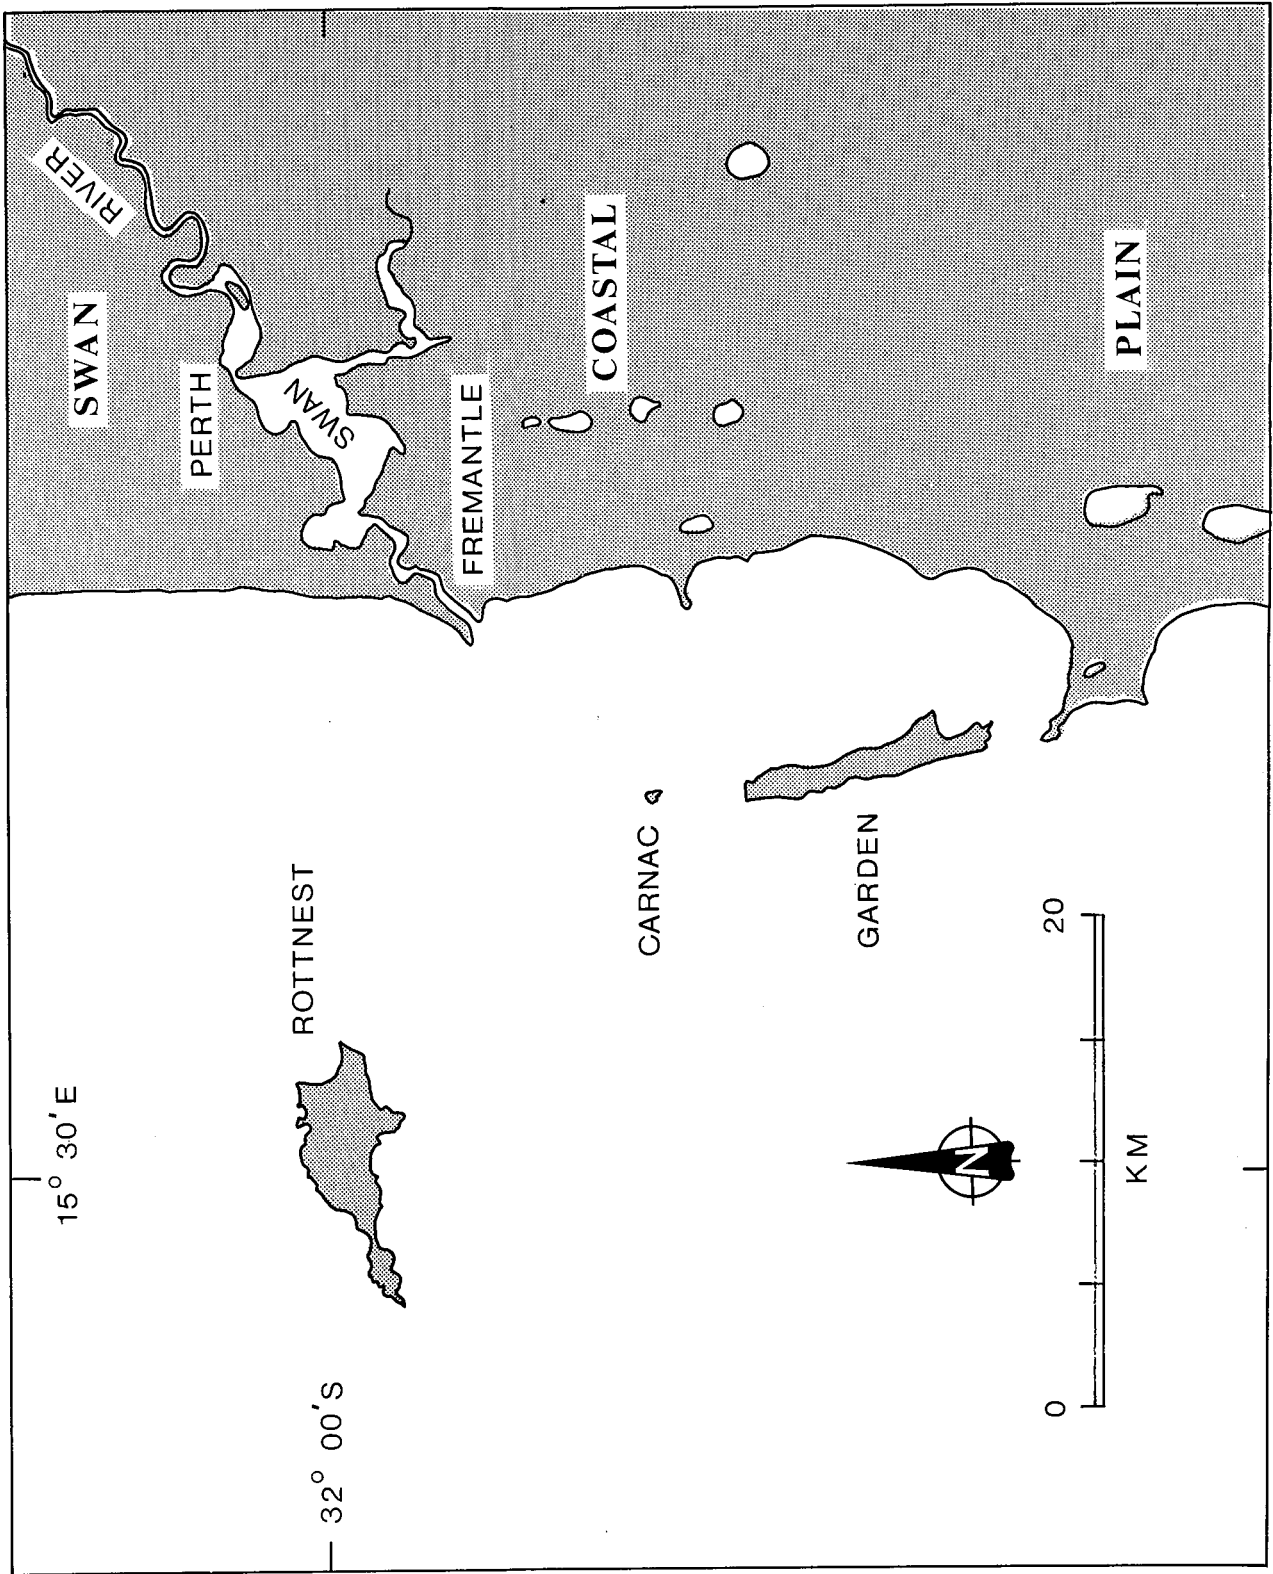 RIVER
SWAN
PERTH
SWAN
FREMANTLE
COASTAL
PLAIN
15° 30'E
ROTTNEST
32° 00'S
CARNAC
GARDEN
N
0
20
KM